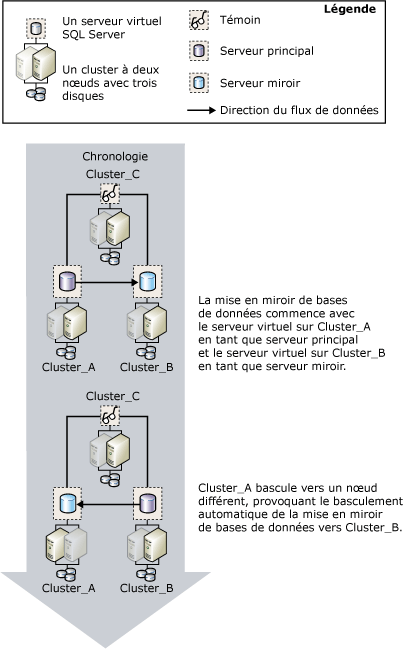 Légende
Un serveur virtuel
SQL Server
Un cluster à deux
nœuds avec trois
disques
Témoin
Serveur principal
Serveur miroir
Direction du flux de données
Chronologie
Cluster_C
Cluster_A
Cluster_B
La mise en miroir de bases
de données commence avec
le serveur virtuel sur Cluster_A
en tant que serveur principal
et le serveur virtuel sur Cluster_B
en tant que serveur miroir.
Cluster_C
Cluster_A
Cluster_B
Cluster_A bascule vers un nœud
différent, provoquant le basculement
automatique de la mise en miroir
de bases de données vers Cluster_B.